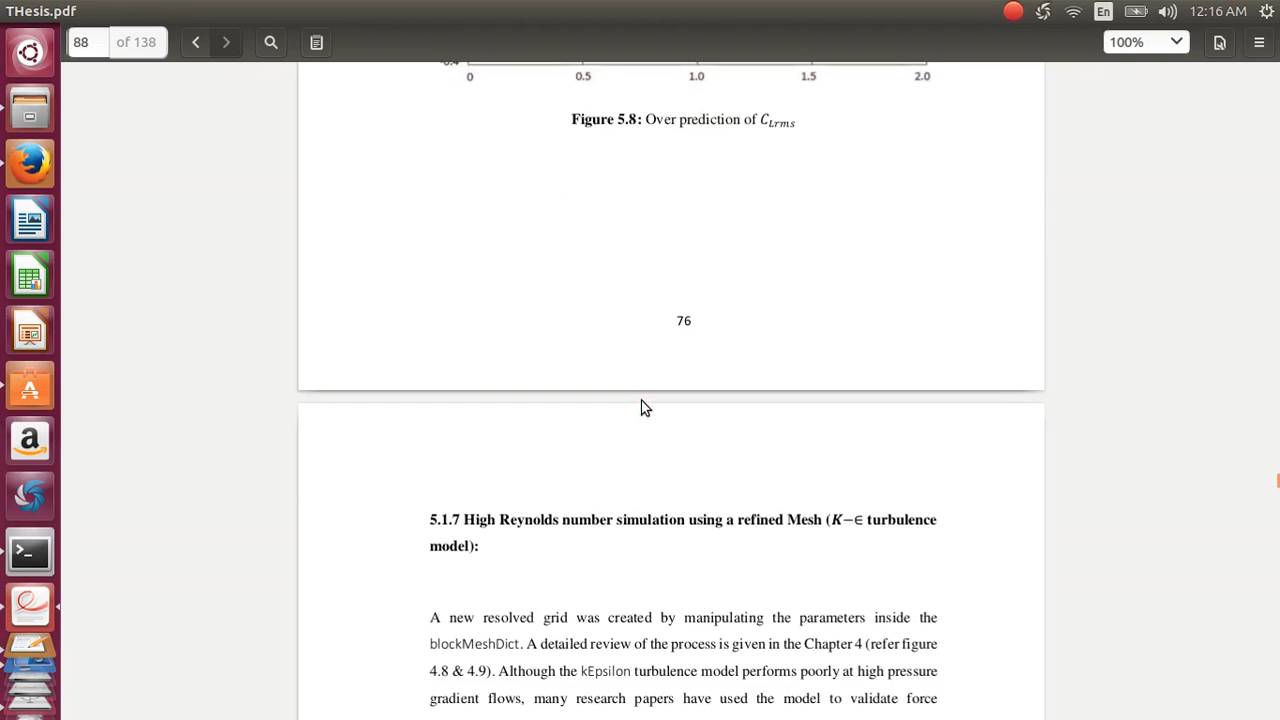 THesis.pdf
En
12:16 AM
88 of 138
100%
0 0.5 1.0 1.5 2.0
Figure 5.8: Over prediction of C_Lrms
76
5.1.7 High Reynolds number simulation using a refined Mesh (K−∈ turbulence
model):
A new resolved grid was created by manipulating the parameters inside the
blockMeshDict. A detailed review of the process is given in the Chapter 4 (refer figure
4.8 & 4.9). Although the kEpsilon turbulence model performs poorly at high pressure
gradient flows, many research papers have used the model to validate force